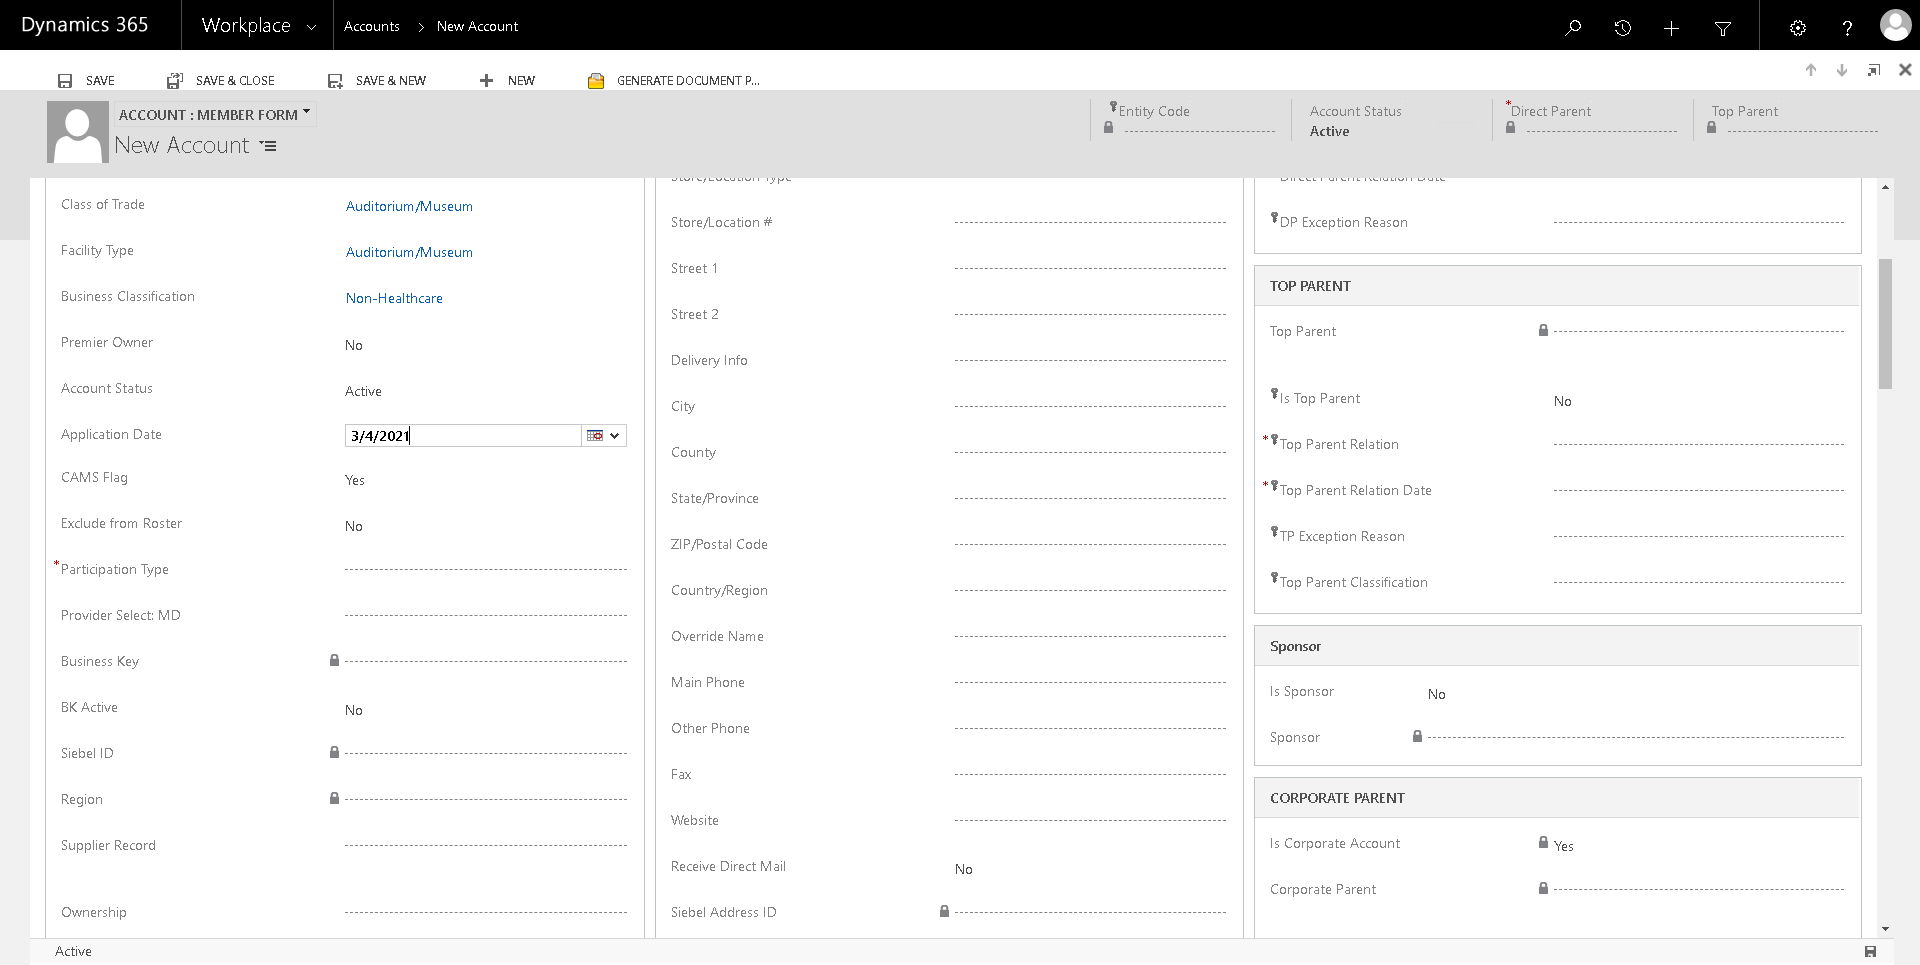 Dynamics 365
Workplace
Accounts > New Account
SAVE
SAVE & CLOSE
SAVE & NEW
NEW
GENERATE DOCUMENT P...
ACCOUNT : MEMBER FORM
New Account
Entity Code
Account Status
Active
*Direct Parent
Top Parent
Class of Trade
Auditorium/Museum
Facility Type
Auditorium/Museum
Business Classification
Non-Healthcare
Premier Owner
No
Account Status
Active
Application Date
3/4/2021
CAMS Flag
Yes
Exclude from Roster
No
*Participation Type
Provider Select: MD
Business Key
BK Active
No
Siebel ID
Region
Supplier Record
Ownership
Store/Location Type
Store/Location #
Street 1
Street 2
Delivery Info
City
County
State/Province
ZIP/Postal Code
Country/Region
Override Name
Main Phone
Other Phone
Fax
Website
Receive Direct Mail
No
Siebel Address ID
Direct Parent Relation Date
DP Exception Reason
TOP PARENT
Top Parent
Is Top Parent
No
*Top Parent Relation
*Top Parent Relation Date
TP Exception Reason
Top Parent Classification
Sponsor
Is Sponsor
No
Sponsor
CORPORATE PARENT
Is Corporate Account
Yes
Corporate Parent
Active